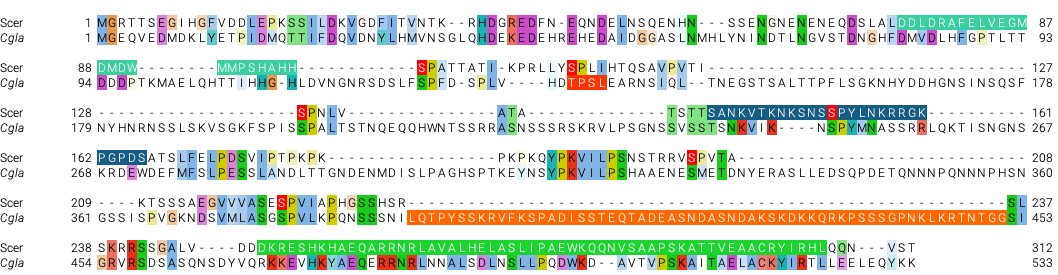 Scer 1 MGRTTSEGIHGFVDDLEPKSSILDKVGDFITVNTK--RHDGREDFN-EQNDELNSQENHN---SSENGNENENEQDSLALDDLDRAFELVEGM 87
Cgla 1 MGEQVEDMDKLYETPIDMQTTIFDQVDNYLHMVNSGLQHDEKEDEHREHEDAIDGGASLNMHLYNINDTLNGVSTDNGHFDMVDLHFGPTLTT 93
Scer 88 DMDW--------MMPSHAHH------------SPATTATI-KPRLLYSPLIHTQSAVPVTI-------------------------------- 127
Cgla 94 DDDPTKMAELQHTTIHHG-HLDVNGNRSDSLFSPFD-SPLV----HDTPSLEARNSIQL--TNEGSTSALTTPFLSGKNHYDDHGNSINSQSF 178
Scer 128 --------------------SPNLV---------------ATA--------------TSTTSANKVTKNKSNSSPYLNKRRGK---------- 161
Cgla 179 NYHNRNSSLSKVSGKFSPISSPALTSTNQEQQHWNTSSRRASNSSSSRSKRVLPSGNSSVSSTSNKVIK----NSPYMNASSRRLQKTISNGNS 267
Scer 162 PGPDSATSLFELPDSVIPTPKPK-----------------PKPKQYPKVILPSNSTRRVSPVTA----------------------------- 208
Cgla 268 KRDEWDEFMFSLPESSLANDLTTGNDENMDISLPAGHSPTKNYSPKVILPSNHHAAENESMETDNYERASLLEDSQPDETQNNNPQNNNPHSN 360
Scer 209 ----KTSSSAEGVVVASESPVIAPHGSSHSR------------------------------------------------------------SL 237
Cgla 361 GSSISPVGKNDSVMLASGSPVLKPQNSSSNILQTPYSSKRVFKSPADISSTEQTADEASNDASNDAKSKDKKQRKPSSSGPNKLKRTNTGGSI 453
Scer 238 SKRRSSGALV----DDDKRESHKHAEQARRNRLAVALHELASLIPAEWKQQNVSAAPSKATTVEAACRYIRHLQQN---VST 312
Cgla 454 GRVRSDSASQNSDYVQRKKEVHKYAEQERRNRLNNALSDLNSLLPQDWKD--AVTVPSKAITAELACKYIRTLLEELEQYKK 533